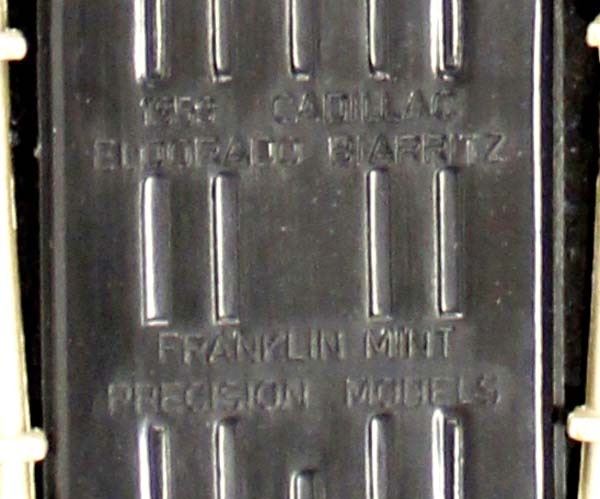 CADILLAC
ELDORADO BIARRITZ
FRANKLIN MINT
PRECISION MODELS